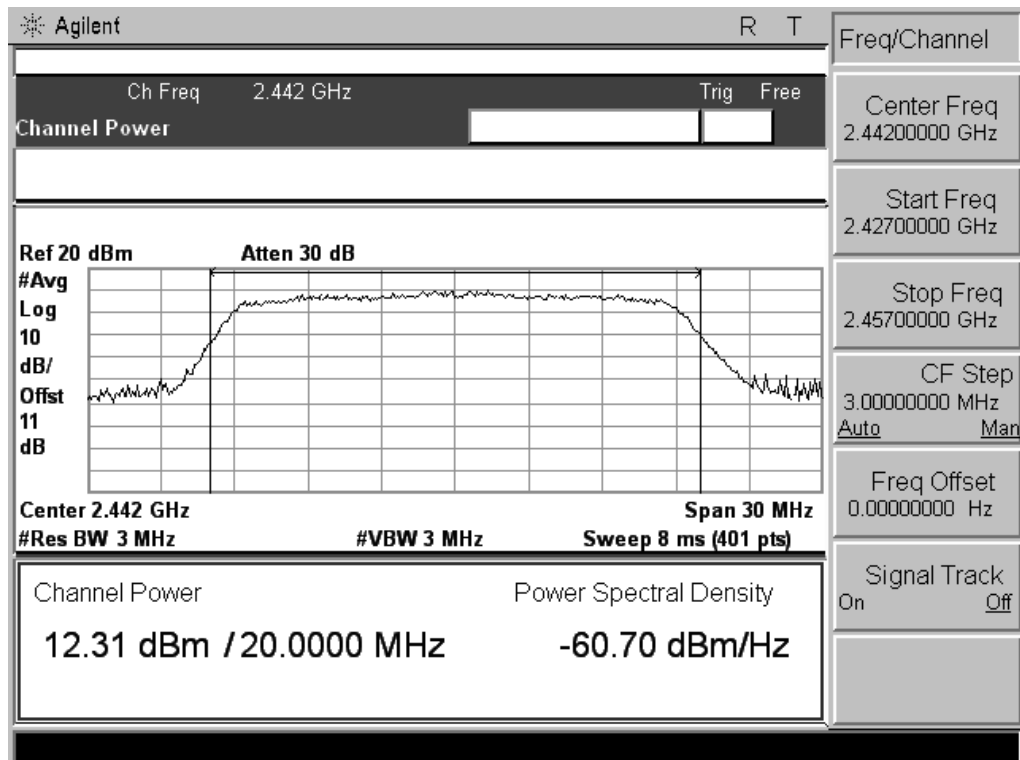 Agilent R T
Freq/Channel
Ch Freq 2.442 GHz Trig Free
Channel Power
Center Freq
2.44200000 GHz
Start Freq
2.42700000 GHz
Ref 20 dBm Atten 30 dB
#Avg
Log
10
dB/
Offst
11
dB
Stop Freq
2.45700000 GHz
CF Step
3.00000000 MHz
Auto Man
Center 2.442 GHz Span 30 MHz
#Res BW 3 MHz #VBW 3 MHz Sweep 8 ms (401 pts)
Freq Offset
0.00000000 Hz
Channel Power Power Spectral Density
12.31 dBm / 20.0000 MHz -60.70 dBm/Hz
Signal Track
On Off